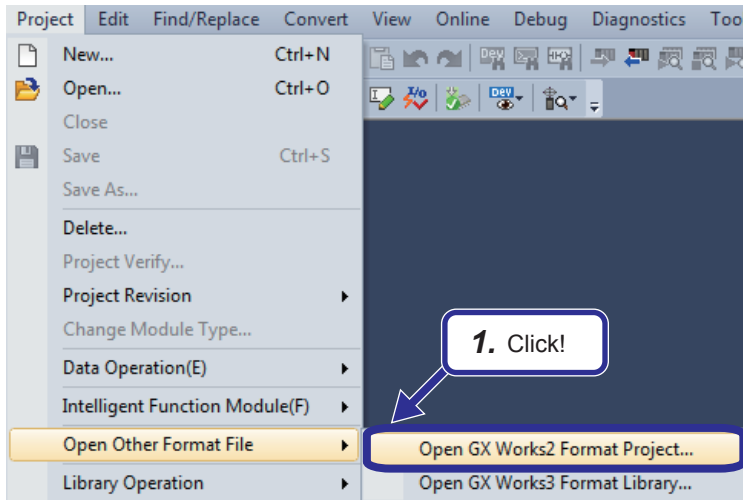 Project Edit Find/Replace Convert View Online Debug Diagnostics Too
New... Ctrl+N
Open... Ctrl+O
Close
Save Ctrl+S
Save As...
Delete...
Project Verify...
Project Revision
Change Module Type...
Data Operation(E)
Intelligent Function Module(F)
Open Other Format File
Library Operation
1. Click!
Open GX Works2 Format Project...
Open GX Works3 Format Library...